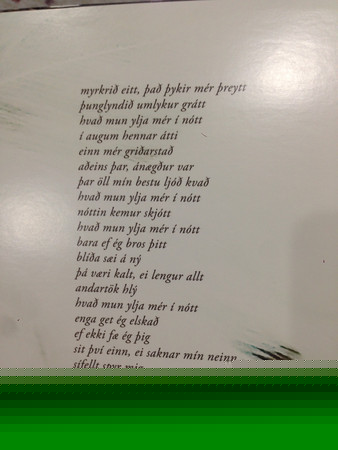 myrkrið eitt, það þykir mér þreytt
þunglyndið umlykur grátt
hvað mun ylja mér í nótt
í augum hennar átti
einn mér griðarstað
aðeins þar, ánægður var
þar öll mín bestu ljóð kvað
hvað mun ylja mér í nótt
nóttin kemur skjótt
hvað mun ylja mér í nótt
bara ef ég bros þitt
blíða sæi á ný
þá væri kalt, ei lengur allt
andartök hlý
hvað mun ylja mér í nótt
enga get ég elskað
ef ekki fæ ég þig
sit því einn, ei saknar mín neinn
sífellt spyr mig